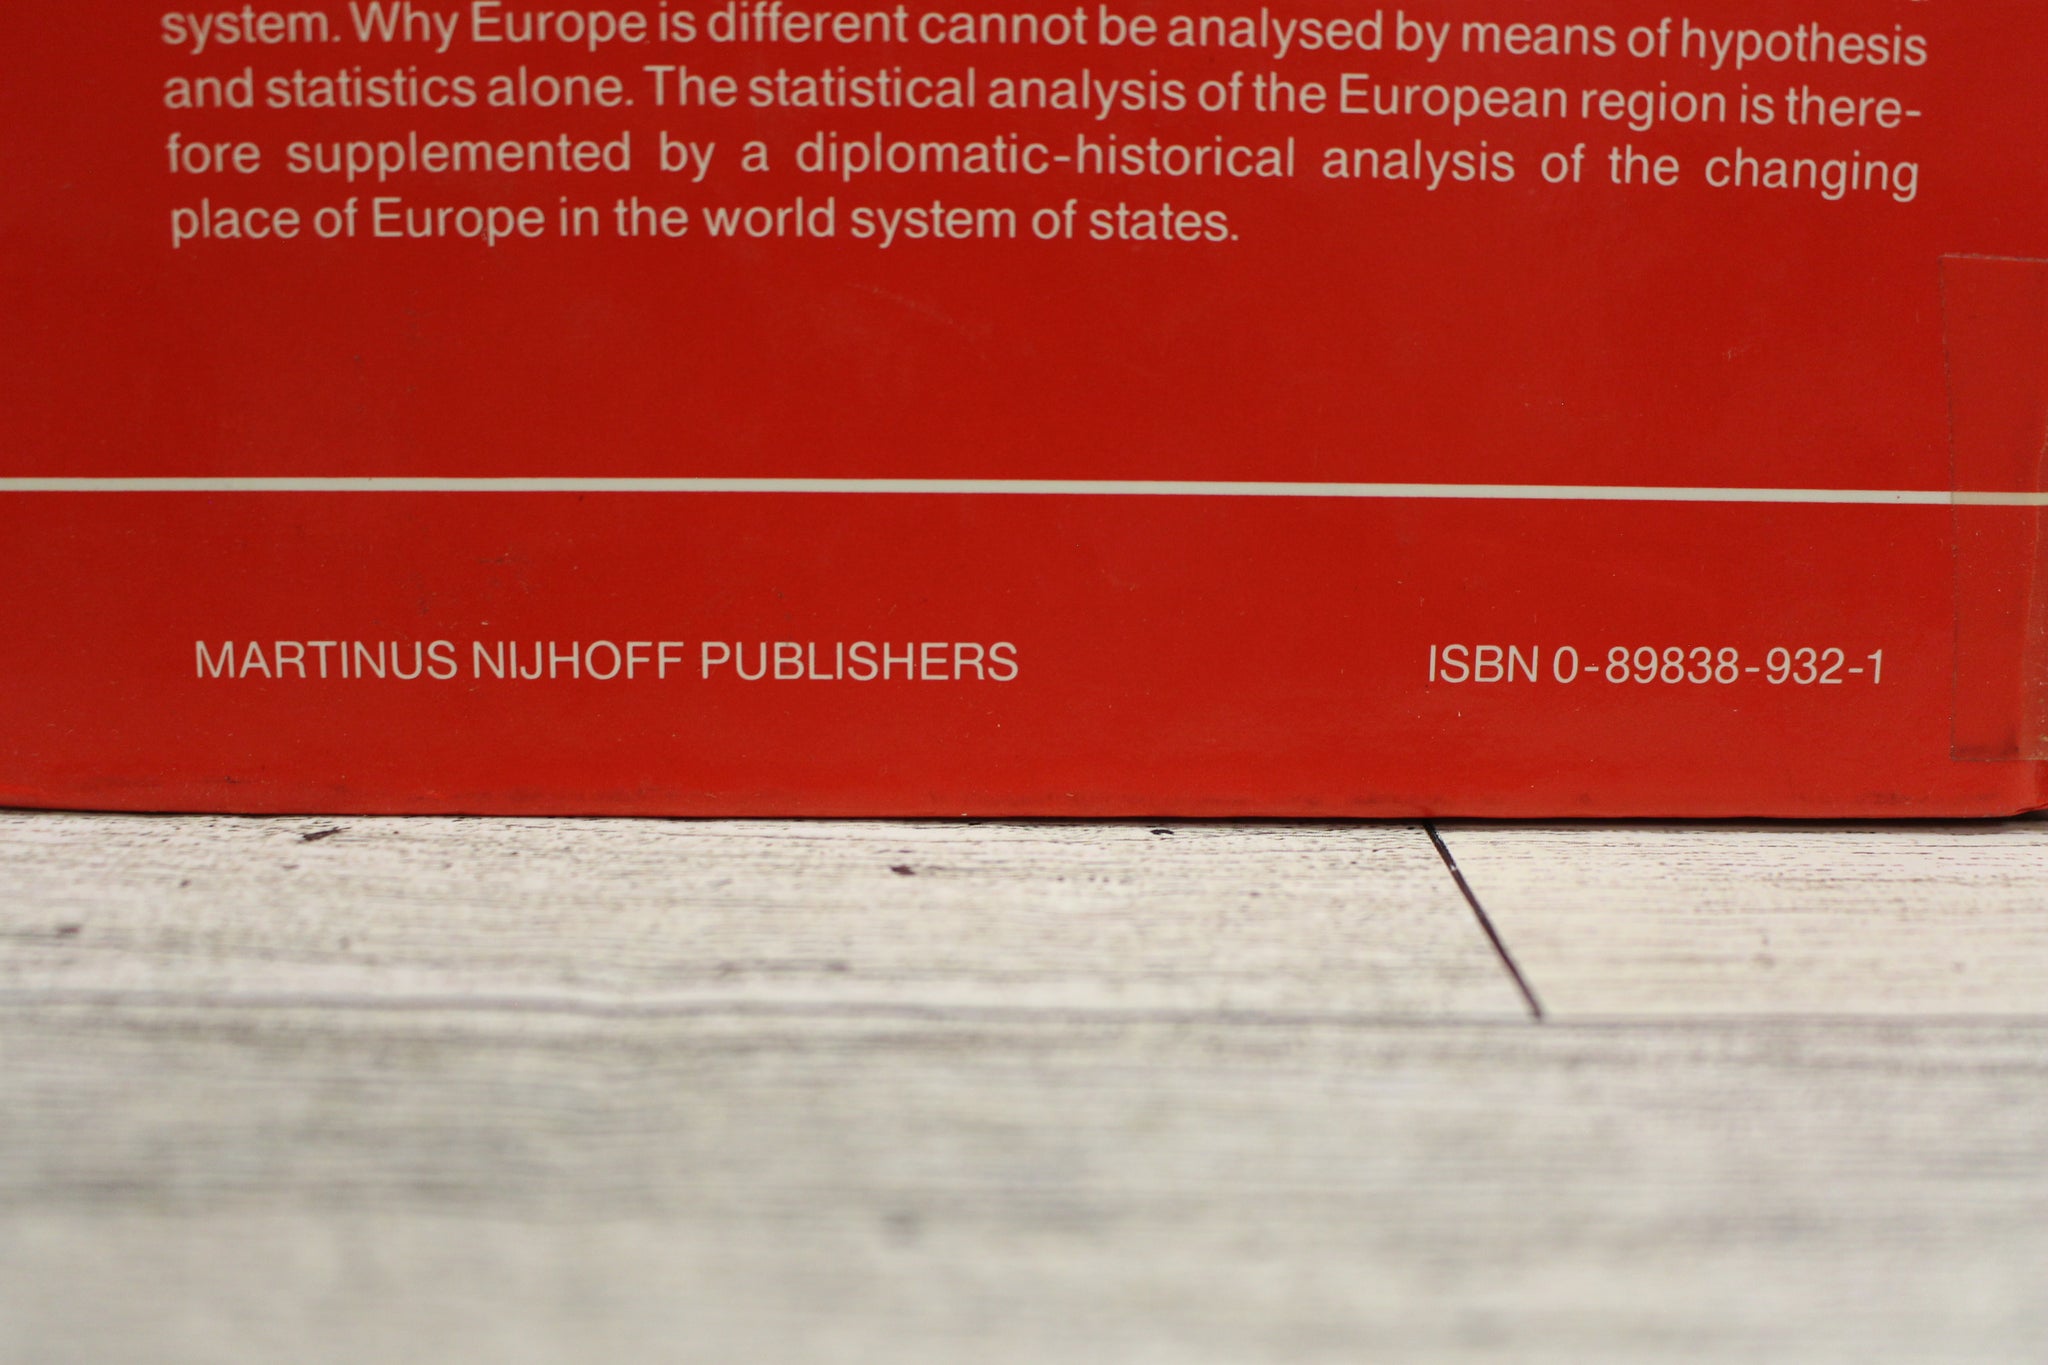 system. Why Europe is different cannot be analysed by means of hypothesis
and statistics alone. The statistical analysis of the European region is there-
fore supplemented by a diplomatic-historical analysis of the changing
place of Europe in the world system of states.
MARTINUS NIJHOFF PUBLISHERS
ISBN 0-89838-932-1